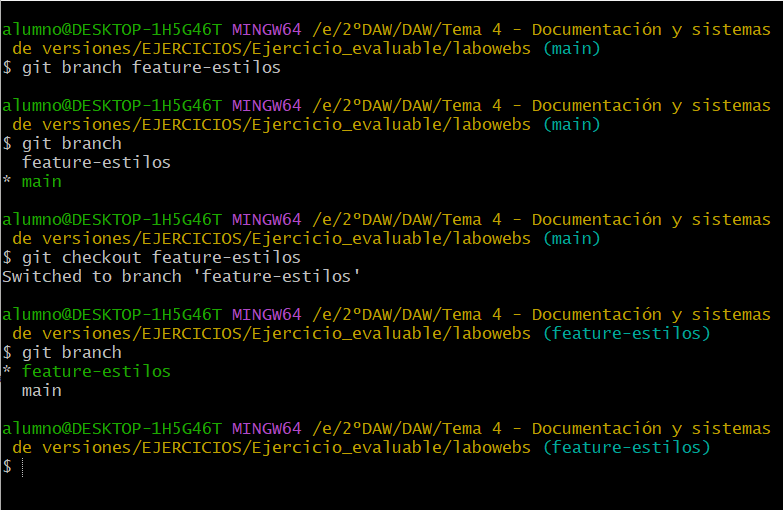 alumno@DESKTOP-1H5G46T MINGW64 /e/2ºDAW/DAW/Tema 4 - Documentación y sistemas
de versiones/EJERCICIOS/Ejercicio_evaluable/labowebs (main)
$ git branch feature-estilos
alumno@DESKTOP-1H5G46T MINGW64 /e/2ºDAW/DAW/Tema 4 - Documentación y sistemas
de versiones/EJERCICIOS/Ejercicio_evaluable/labowebs (main)
$ git branch
feature-estilos
* main
alumno@DESKTOP-1H5G46T MINGW64 /e/2ºDAW/DAW/Tema 4 - Documentación y sistemas
de versiones/EJERCICIOS/Ejercicio_evaluable/labowebs (main)
$ git checkout feature-estilos
Switched to branch 'feature-estilos'
alumno@DESKTOP-1H5G46T MINGW64 /e/2ºDAW/DAW/Tema 4 - Documentación y sistemas
de versiones/EJERCICIOS/Ejercicio_evaluable/labowebs (feature-estilos)
$ git branch
* feature-estilos
main
alumno@DESKTOP-1H5G46T MINGW64 /e/2ºDAW/DAW/Tema 4 - Documentación y sistemas
de versiones/EJERCICIOS/Ejercicio_evaluable/labowebs (feature-estilos)
$